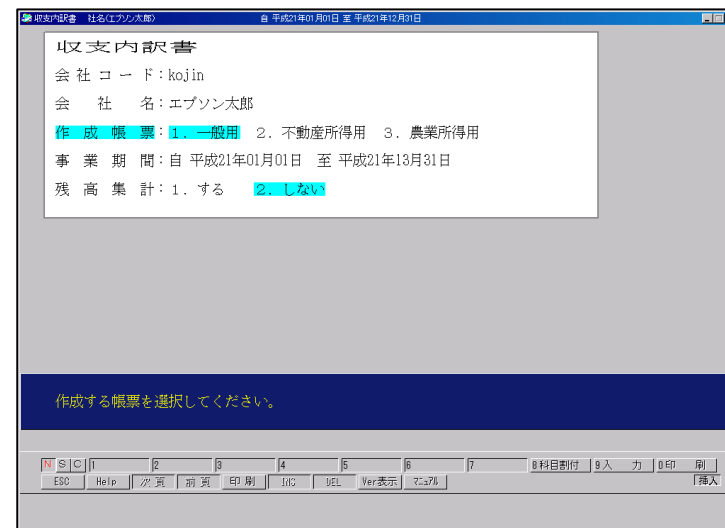 収支内訳書 社名(エプソン太郎) 自 平成21年01月01日 至 平成21年12月31日
収支内訳書
会社コード:kojin
会 社 名:エプソン太郎
作 成 帳 票:1. 一般用 2. 不動産所得用 3. 農業所得用
事 業 期 間:自 平成21年01月01日 至 平成21年13月31日
残 高 集 計:1. する 2. しない
作成する帳票を選択してください。
N S C 1 2 3 4 5 6 7 8科目割付 9入 力 0印 刷
ESC Help 次 頁 前 頁 印 刷 INS DEL Ver表示 マニュアル 挿入